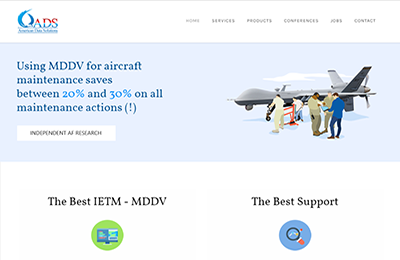 ADS
American Data Solutions
HOME SERVICES PRODUCTS CONFERENCES JOBS CONTACT
Using MDDV for aircraft
maintenance saves
between 20% and 30% on all
maintenance actions (!)
INDEPENDENT AF RESEARCH
The Best IETM - MDDV
The Best Support